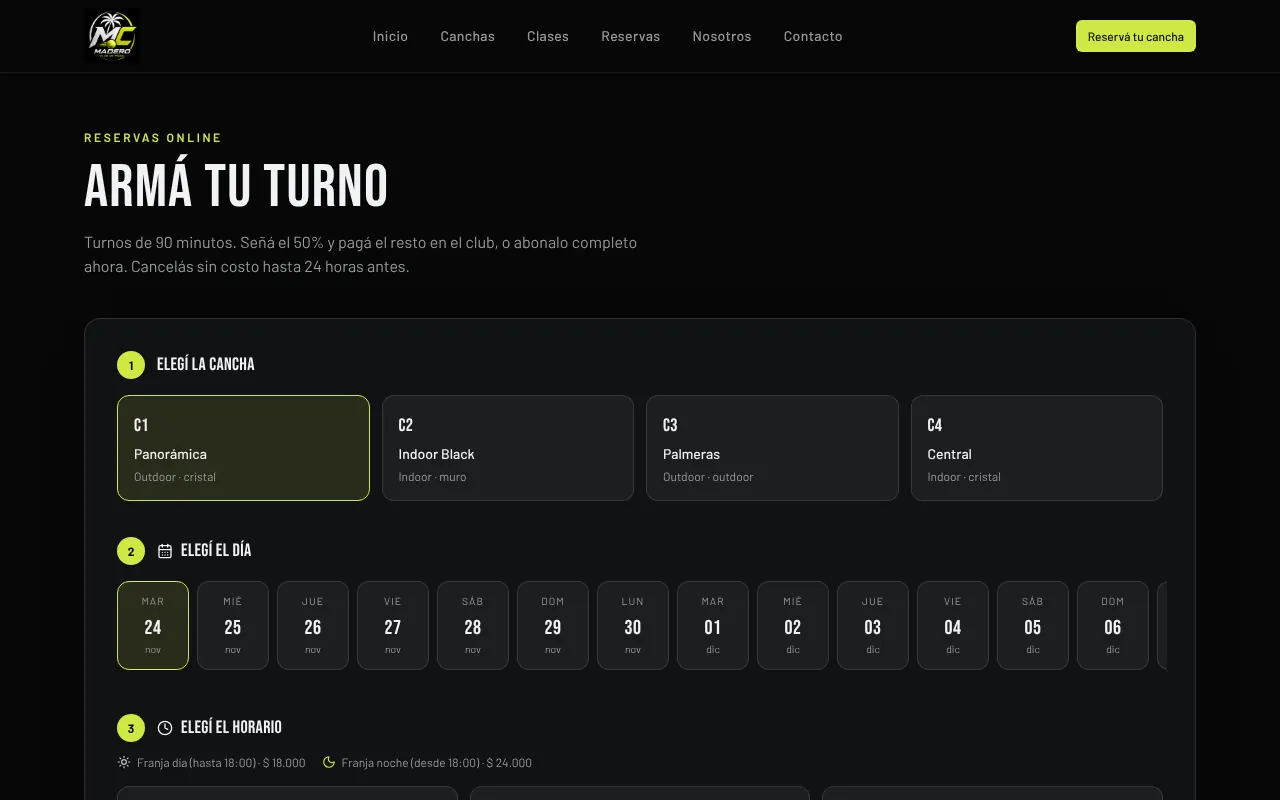 MC
MADERO
Inicio
Canchas
Clases
Reservas
Nosotros
Contacto
Reservá tu cancha
RESERVAS ONLINE
ARMÁ TU TURNO
Turnos de 90 minutos. Señá el 50% y pagá el resto en el club, o abonalo completo
ahora. Cancelás sin costo hasta 24 horas antes.
1 ELEGÍ LA CANCHA
C1
Panorámica
Outdoor · cristal
C2
Indoor Black
Indoor · muro
C3
Palmeras
Outdoor · outdoor
C4
Central
Indoor · cristal
2 ELEGÍ EL DÍA
MAR
24
nov
MIÉ
25
nov
JUE
26
nov
VIE
27
nov
SÁB
28
nov
DOM
29
nov
LUN
30
nov
MAR
01
dic
MIÉ
02
dic
JUE
03
dic
VIE
04
dic
SÁB
05
dic
DOM
06
dic
3 ELEGÍ EL HORARIO
Franja día (hasta 18:00) · $ 18.000
Franja noche (desde 18:00) · $ 24.000